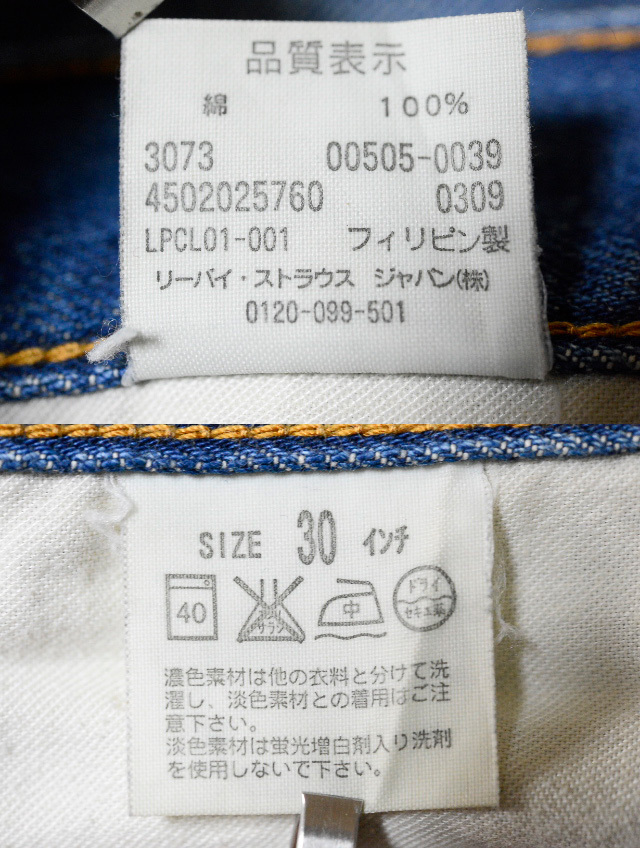 品質表示
綿 100%
3073 00505-0039
4502025760 0309
LPCL01-001 フィリピン製
リーバイ・ストラウス ジャパン(株)
0120-099-501
SIZE 30 インチ
40 中 ドライ
セキユ系
濃色素材は他の衣料と分けて洗
濯し、淡色素材との着用はご注
意下さい。
淡色素材は蛍光増白剤入り洗剤
を使用しないで下さい。